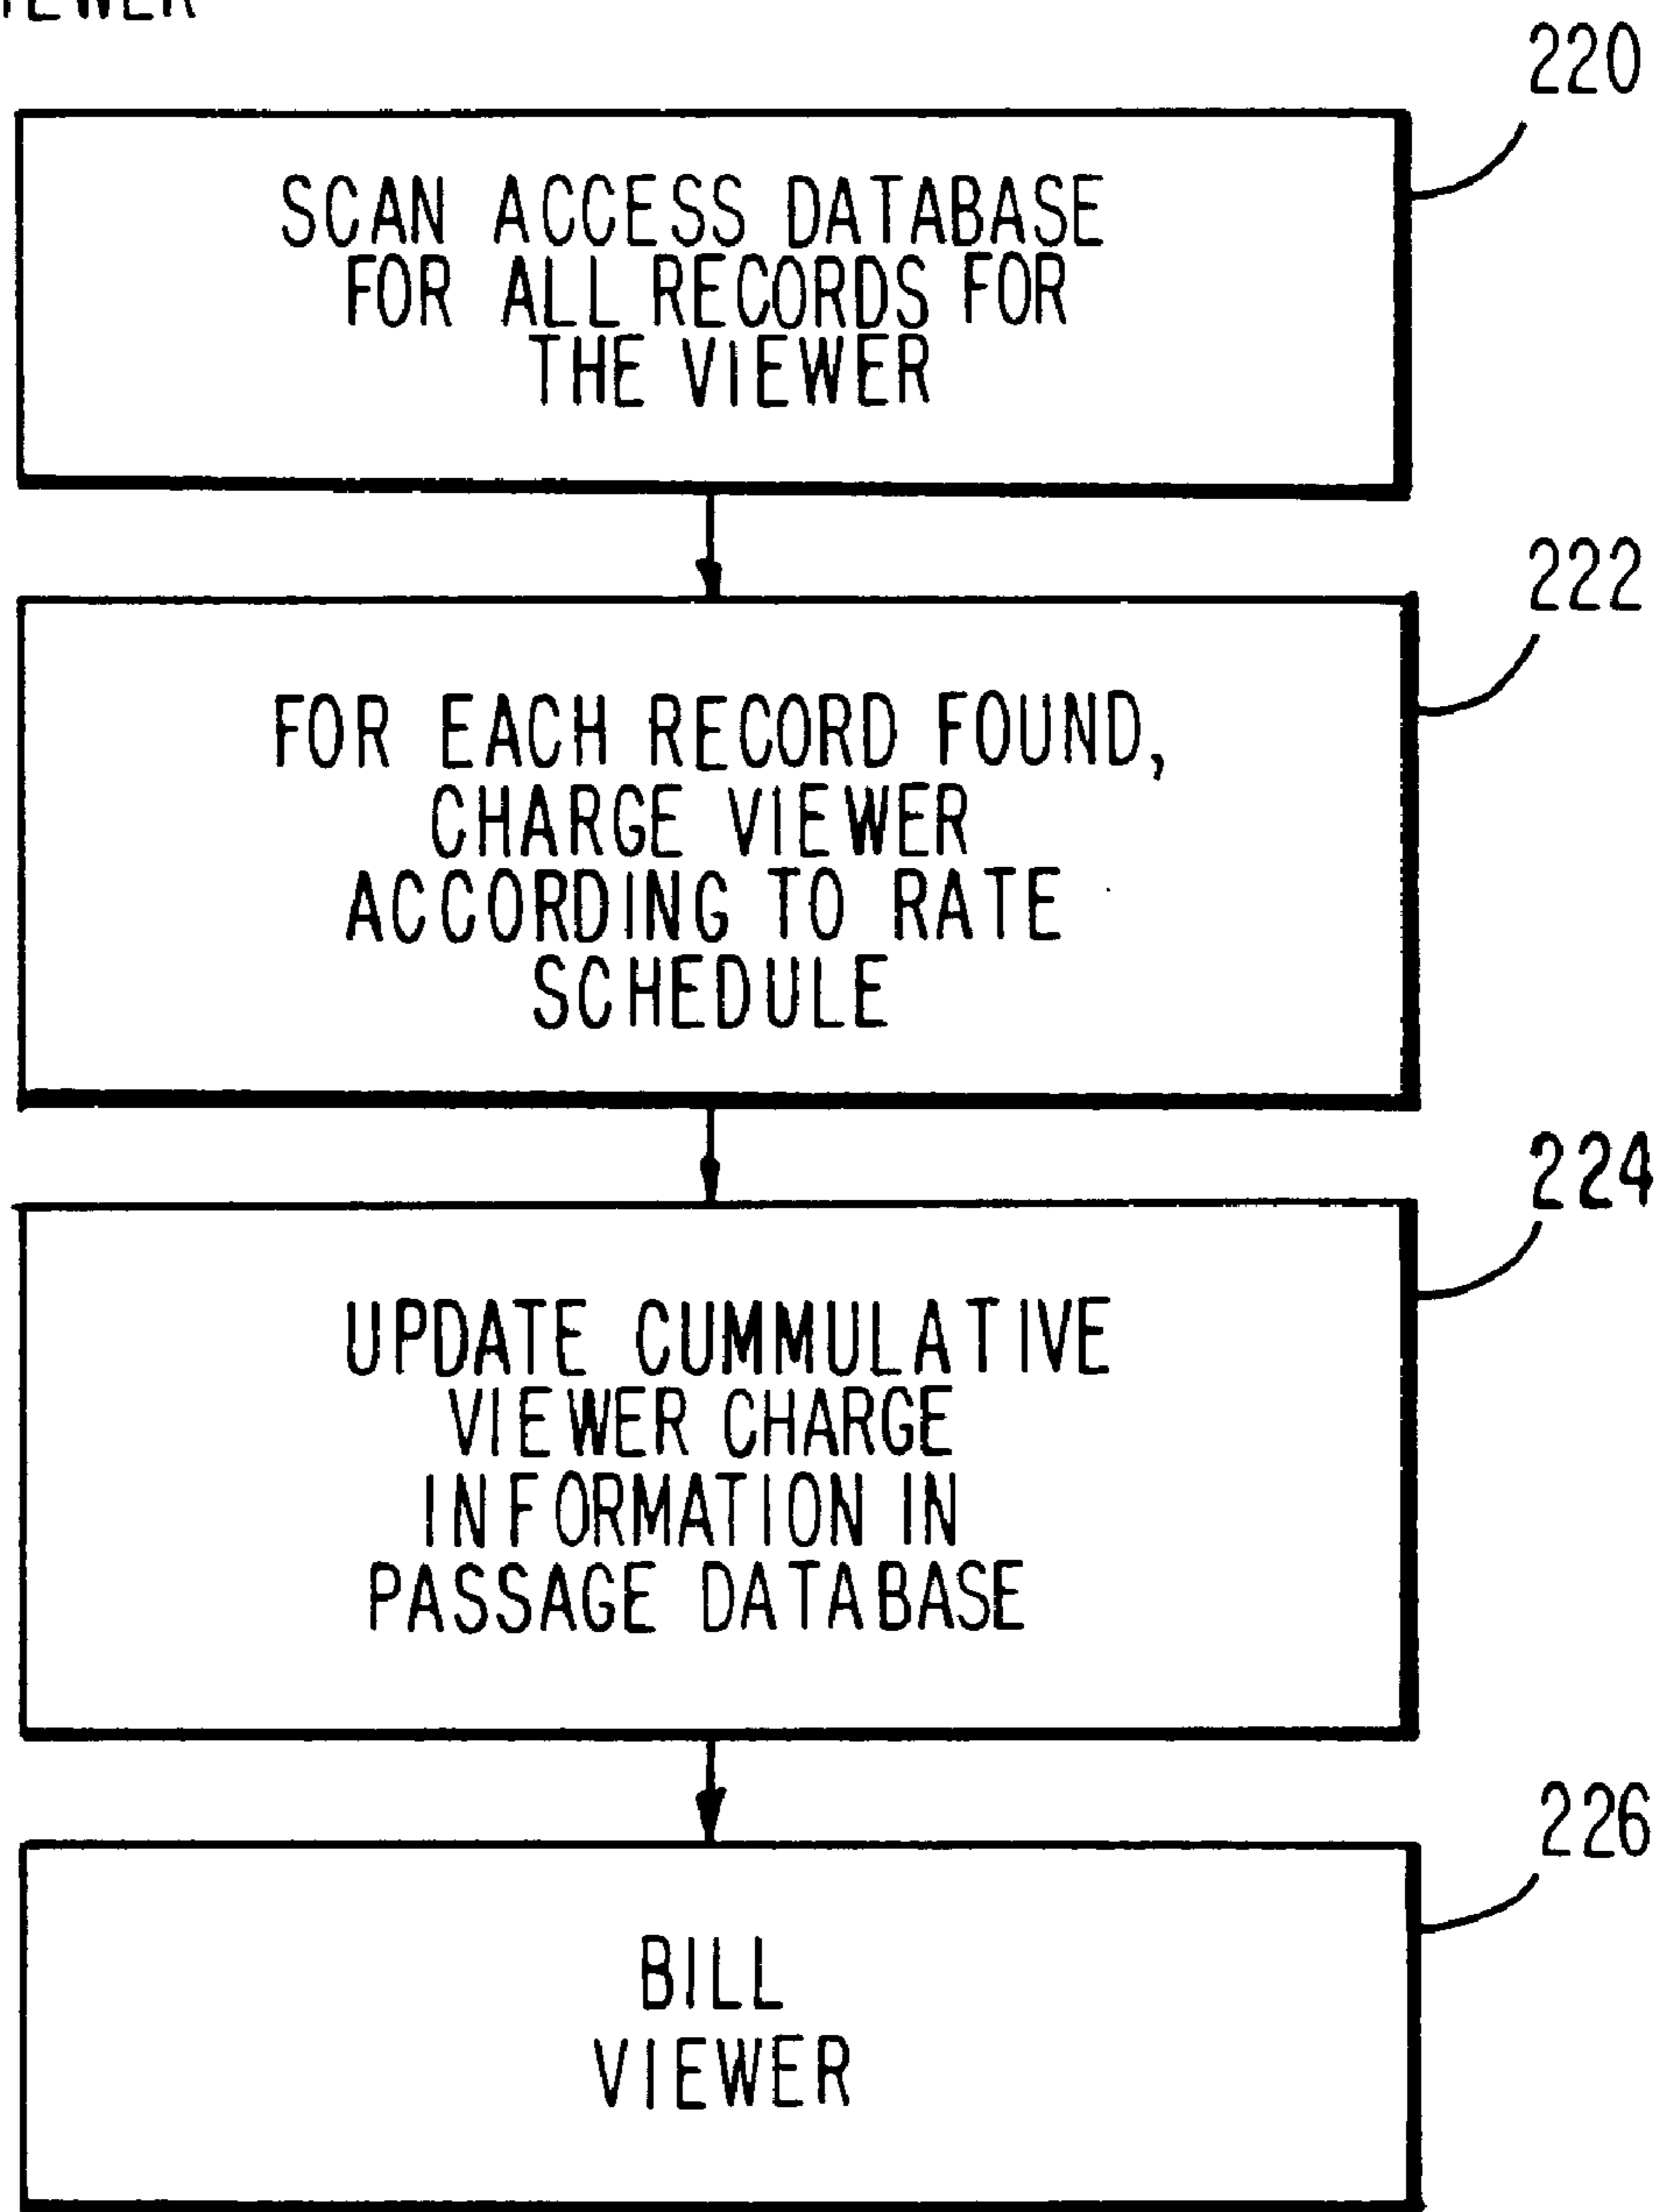 220
SCAN ACCESS DATABASE
FOR ALL RECORDS FOR
THE VIEWER
222
FOR EACH RECORD FOUND,
CHARGE VIEWER
ACCORDING TO RATE
SCHEDULE
224
UPDATE CUMMULATIVE
VIEWER CHARGE
INFORMATION IN
PASSAGE DATABASE
226
BILL
VIEWER